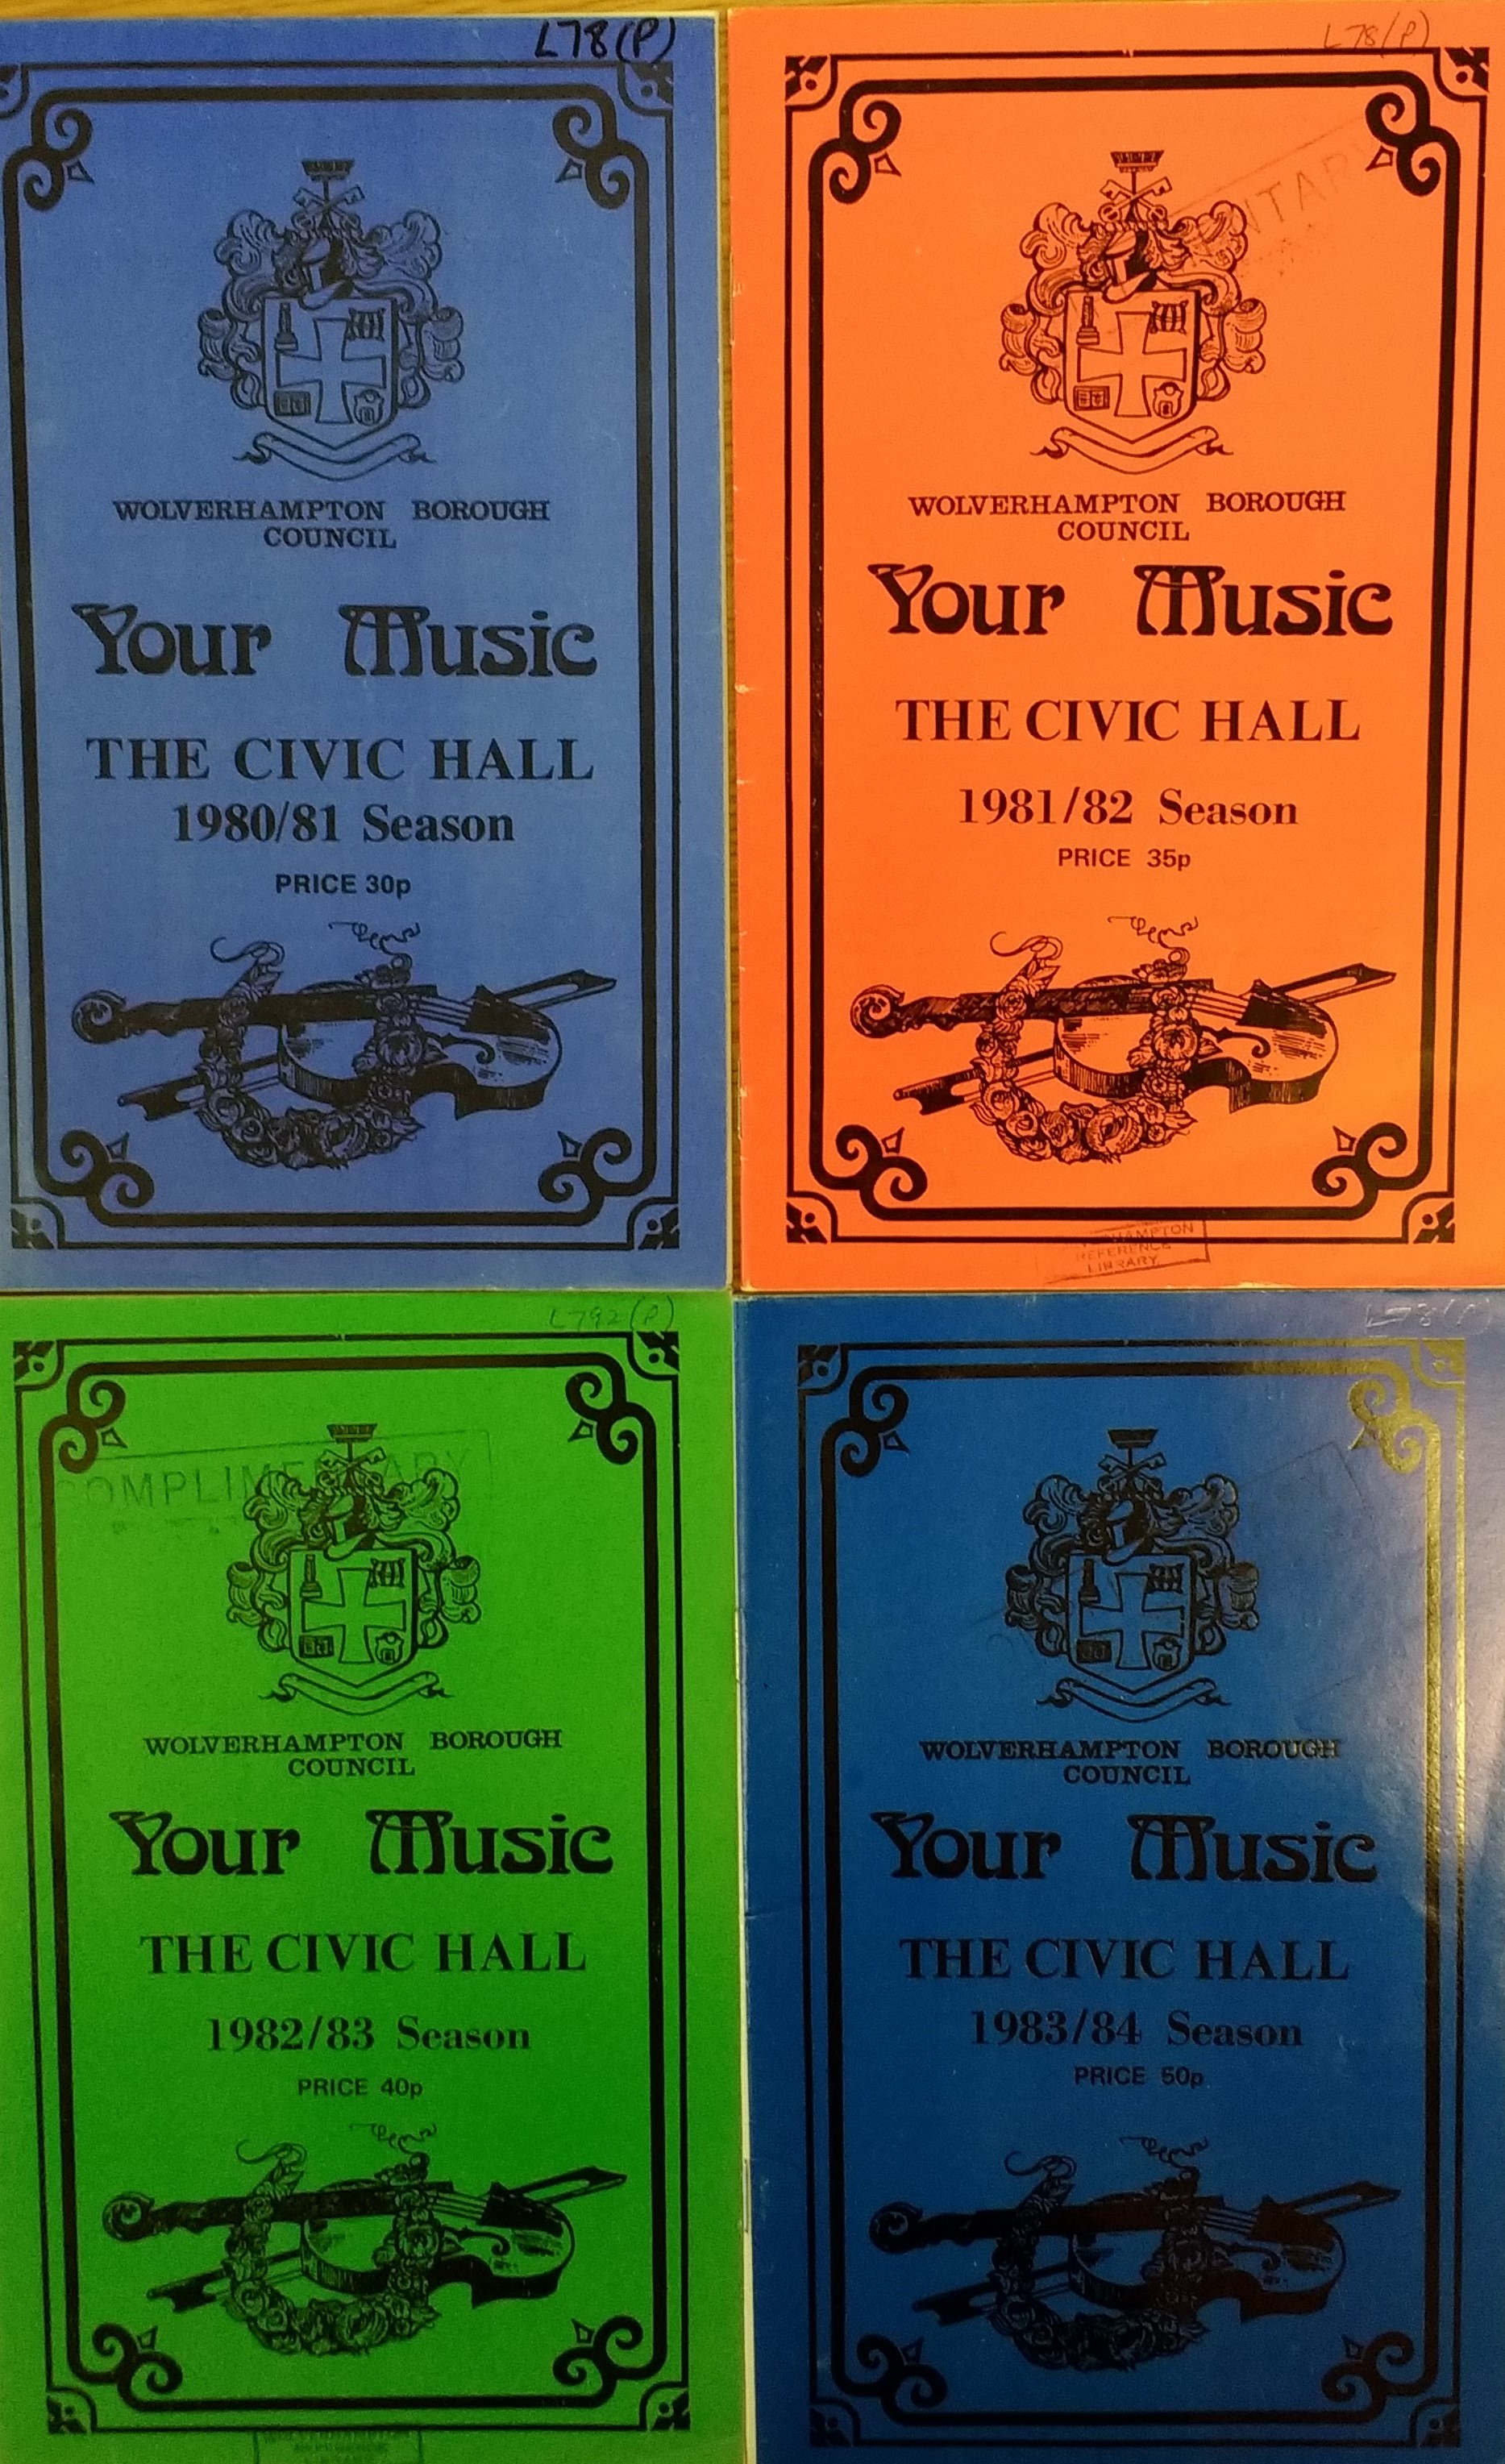 L78(P)
WOLVERHAMPTON BOROUGH
COUNCIL
Your Music
THE CIVIC HALL
1980/81 Season
PRICE 30p
L78(P)
WOLVERHAMPTON BOROUGH
COUNCIL
Your Music
THE CIVIC HALL
1981/82 Season
PRICE 35p
REFERENCE
LIBRARY
L792(P)
WOLVERHAMPTON BOROUGH
COUNCIL
Your Music
THE CIVIC HALL
1982/83 Season
PRICE 40p
L78(P)
WOLVERHAMPTON BOROUGH
COUNCIL
Your Music
THE CIVIC HALL
1983/84 Season
PRICE 50p